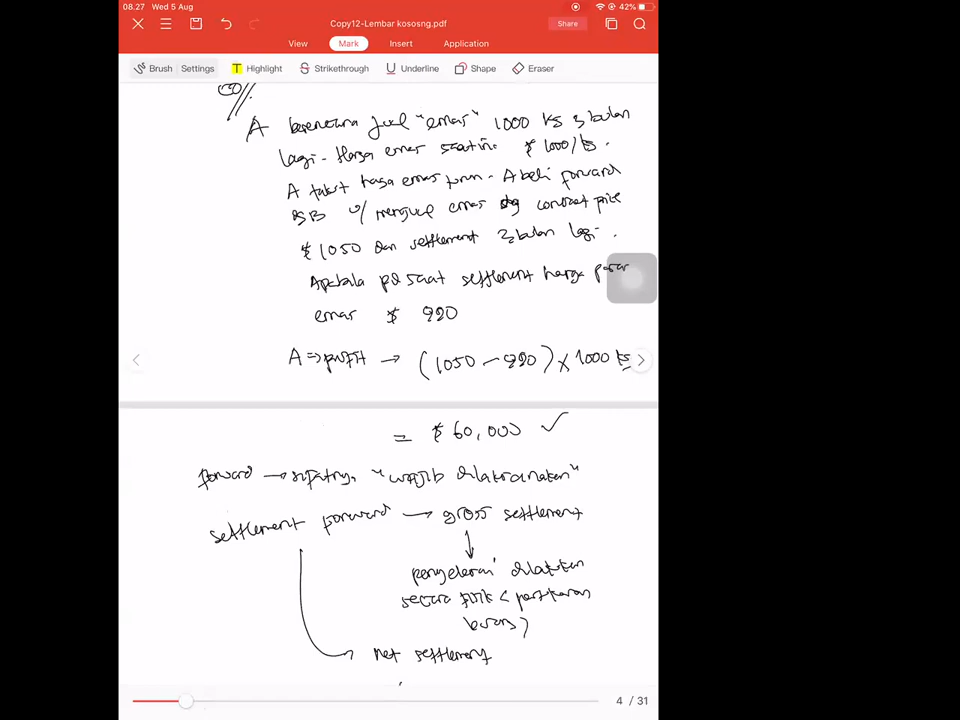 08.27 Wed 5 Aug
42%
Copy12-Lembar kososng.pdf
Share
View Mark Insert Application
Brush Settings Highlight Strikethrough Underline Shape Eraser
CO//
A berencana jual "emas" 1000 kg 3 bulan
lagi. Harga emas saat ini $ 1000/kg.
A takut harga emas turun. A beli forward
u/ menjual emas dg contract price
$ 1050 dan settlement 3 bulan lagi.
Apabila pd saat settlement harga pasar
emas $ 990
A => profit → (1050 - 990) x 1000 kg
= $ 60,000 ✓
forward → sifatnya "wajib dilaksanakan"
settlement forward → gross settlement
penyelesai dilakukan
secara fisik < pertukaran
barang)
net settlement
4 / 31